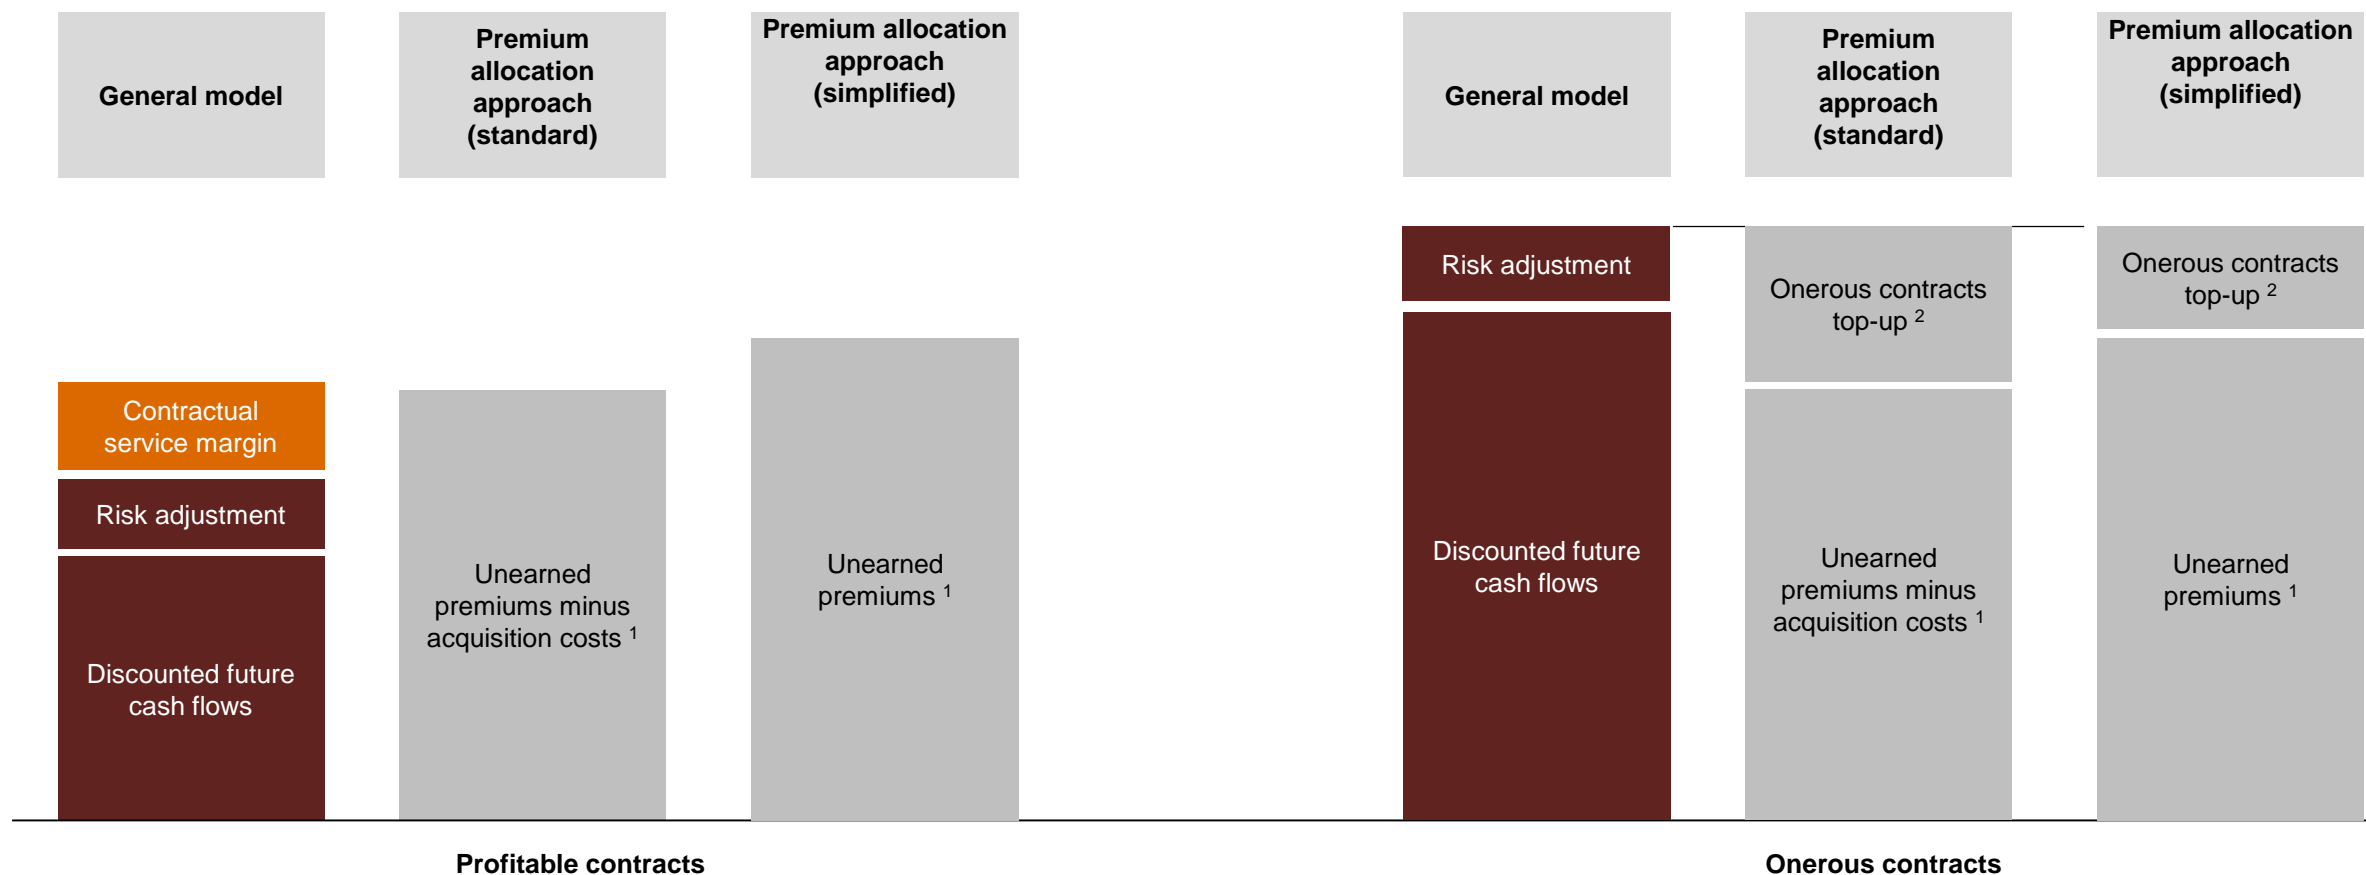 General model
Premium
allocation
approach
(standard)
Premium allocation
approach
(simplified)
Contractual
service margin
Risk adjustment
Discounted future
cash flows
Unearned
premiums minus
acquisition costs ¹
Unearned
premiums ¹
Profitable contracts
General model
Premium
allocation
approach
(standard)
Premium allocation
approach
(simplified)
Risk adjustment
Discounted future
cash flows
Onerous contracts
top-up ²
Unearned
premiums minus
acquisition costs ¹
Onerous contracts
top-up ²
Unearned
premiums ¹
Onerous contracts